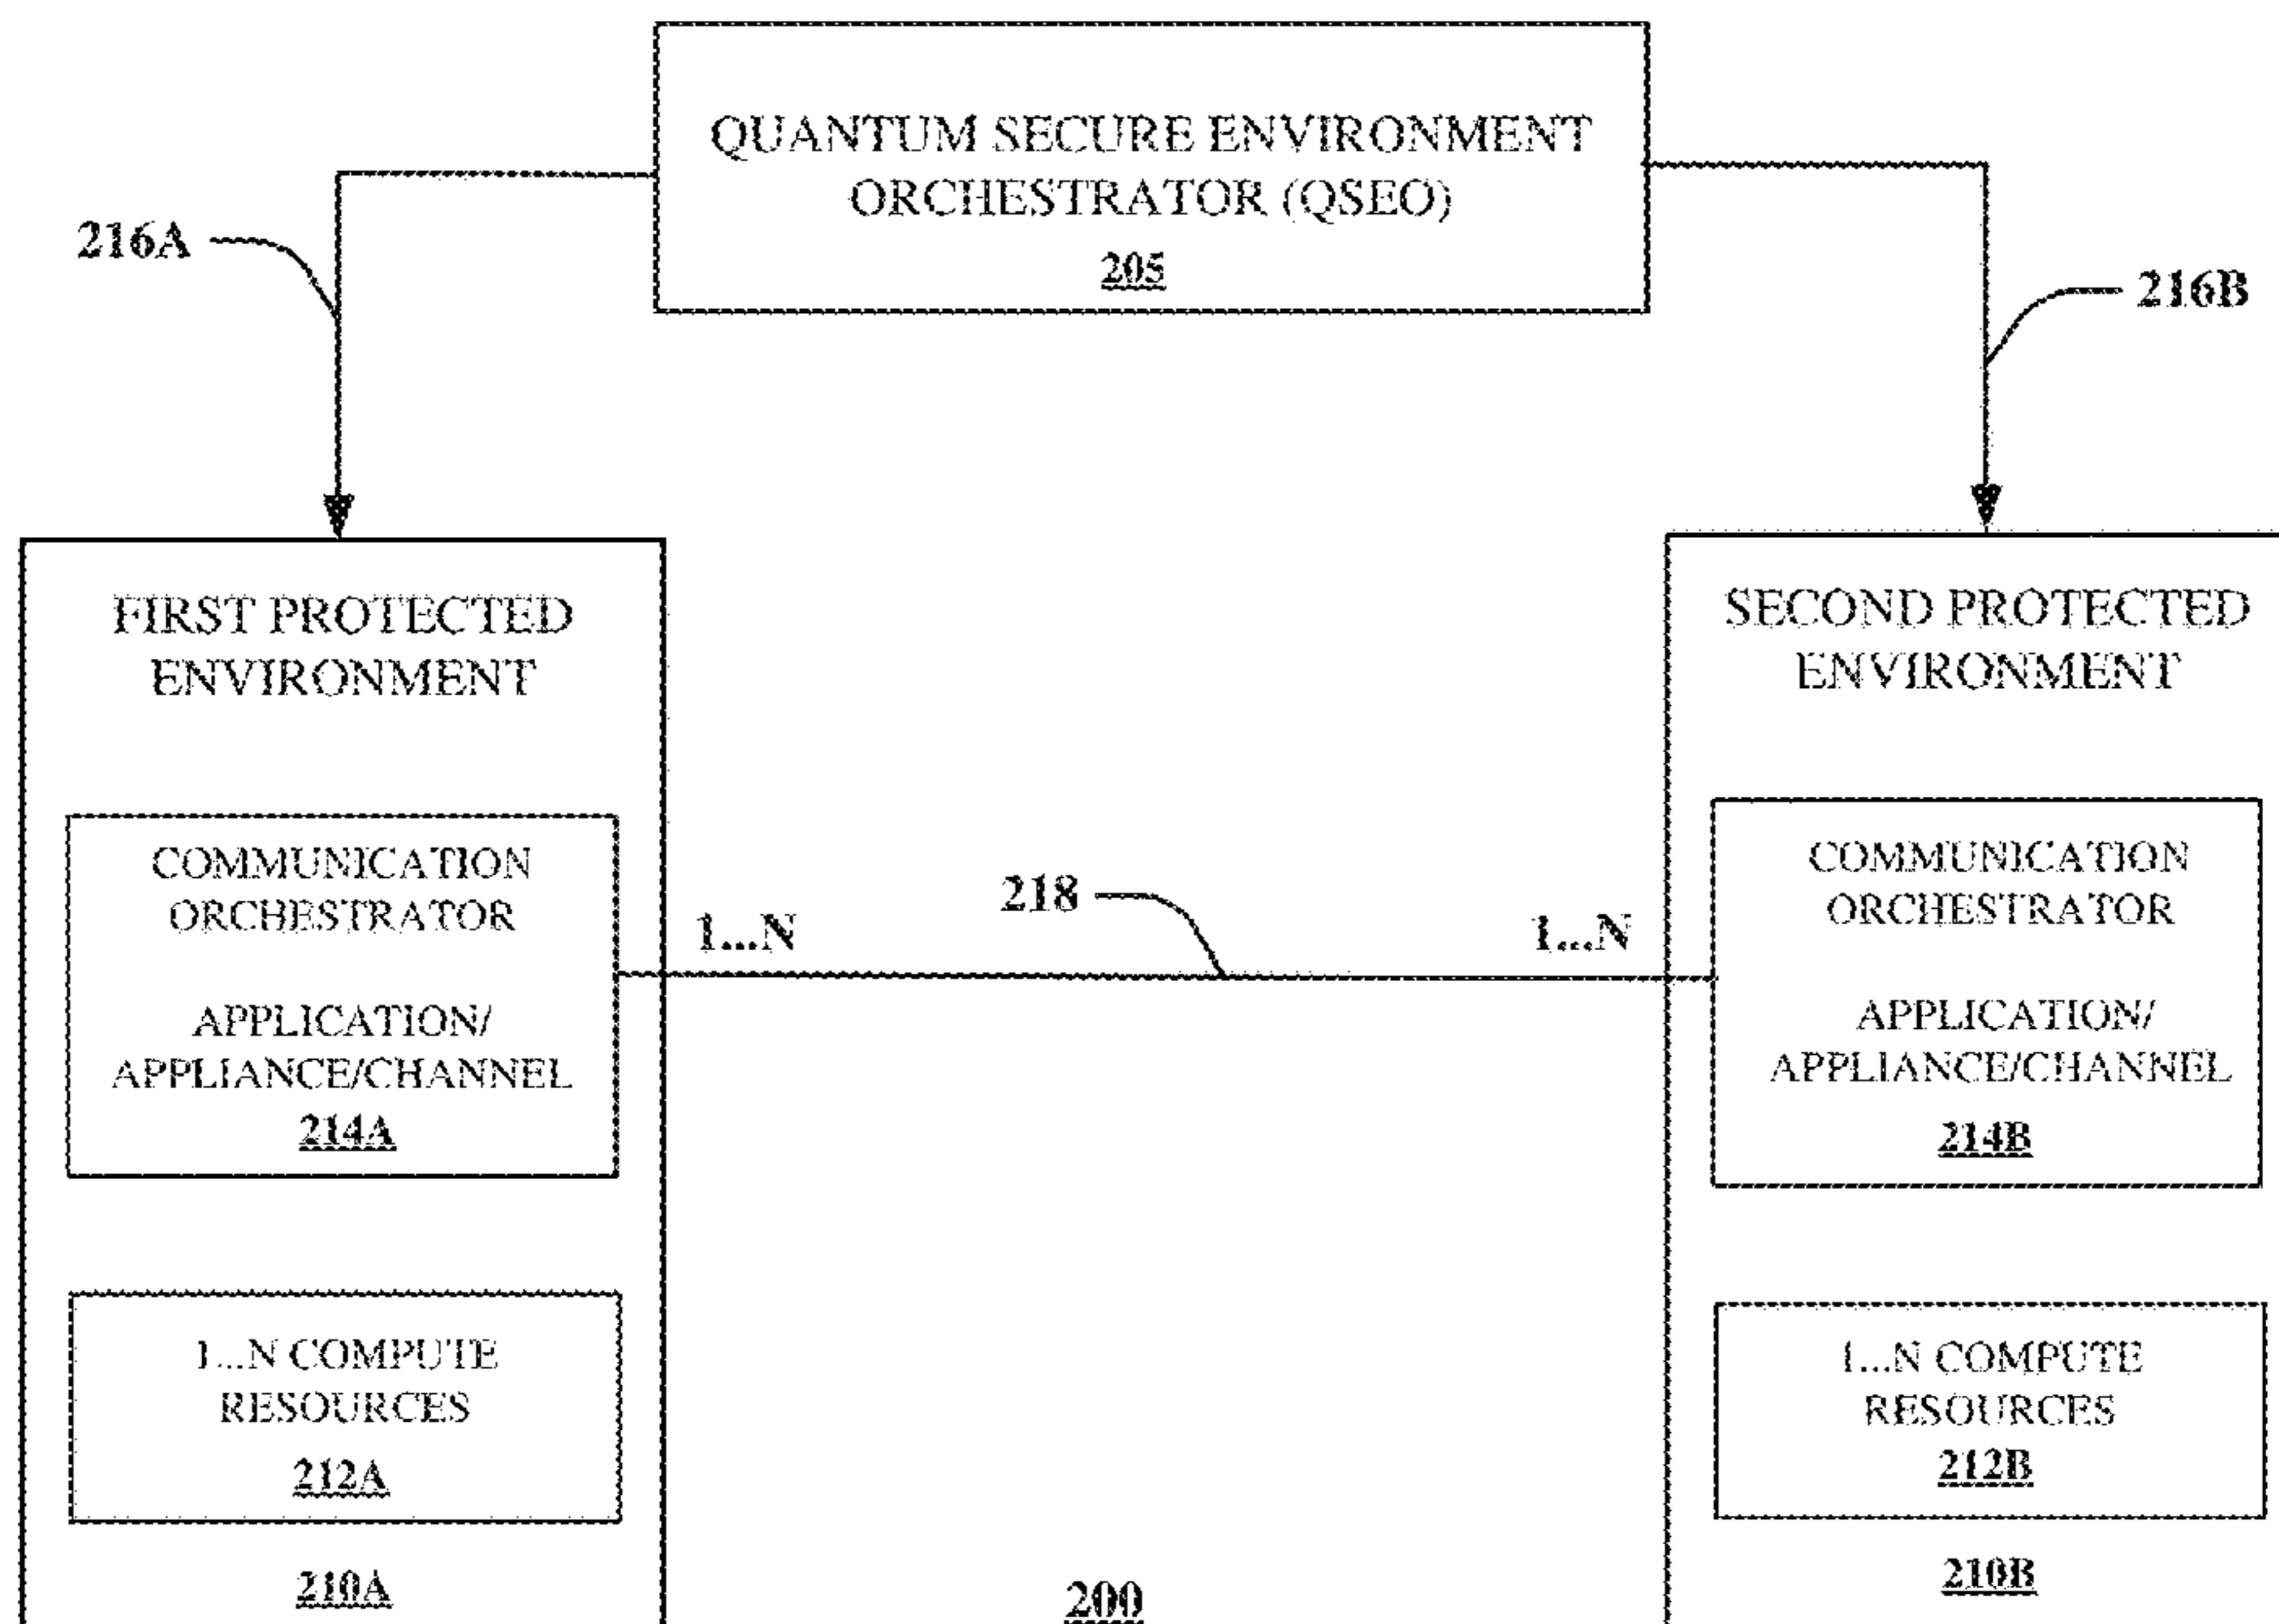 QUANTUM SECURE ENVIRONMENT
ORCHESTRATOR (QSEO)
205
216A
216B
FIRST PROTECTED
ENVIRONMENT
COMMUNICATION
ORCHESTRATOR
APPLICATION/
APPLIANCE/CHANNEL
214A
1...N COMPUTE
RESOURCES
212A
210A
1...N
218
1...N
200
SECOND PROTECTED
ENVIRONMENT
COMMUNICATION
ORCHESTRATOR
APPLICATION/
APPLIANCE/CHANNEL
214B
1...N COMPUTE
RESOURCES
212B
210B